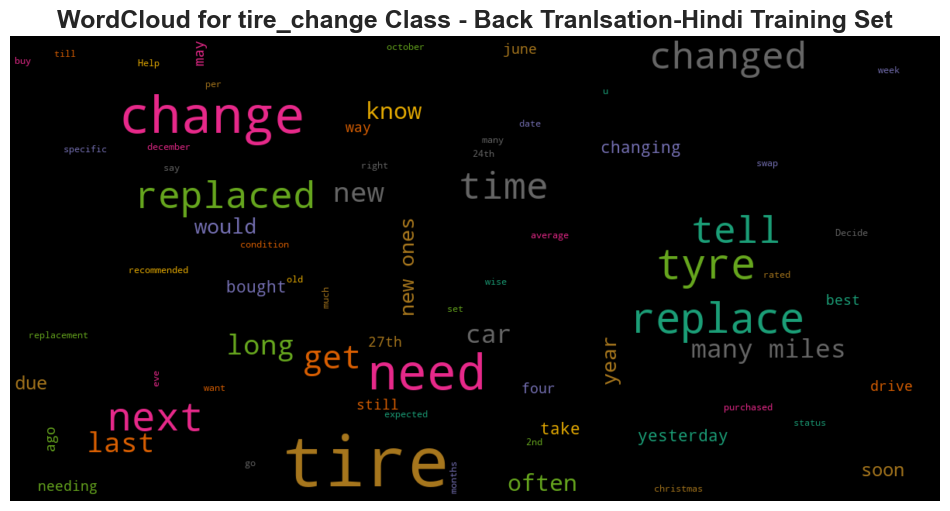 WordCloud for tire_change Class - Back Tranlsation-Hindi Training Set
buy
till
Help
may
october
june
changed
week
per
u
change
know
way
date
many
24th
changing
swap
specific
december
say
right
replaced
new
time
would
condition
new ones
average
tell
Decide
tyre
rated
recommended
old
bought
much
wise
set
best
replace
replacement
long
get
27th
car
year
many miles
due
eve
want
need
four
drive
still
expected
purchased
next
last
ago
take
2nd
yesterday
status
go
tire
months
often
soon
needing
christmas